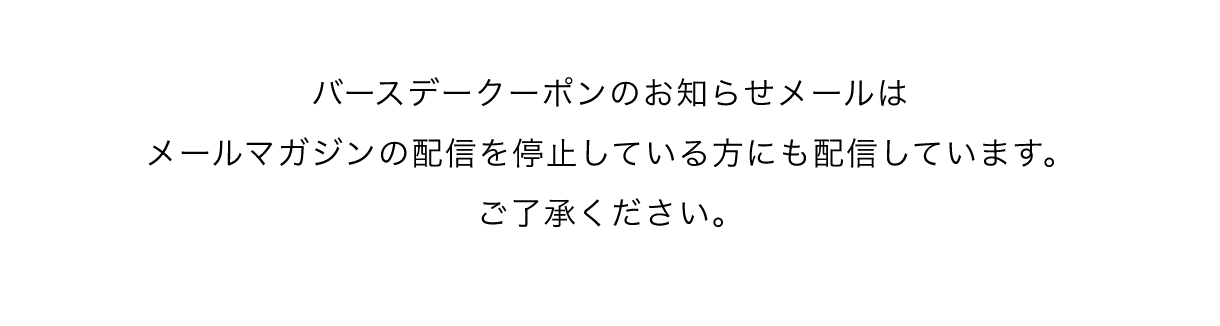 バースデークーポンのお知らせメールは
メールマガジンの配信を停止している方にも配信しています。
ご了承ください。